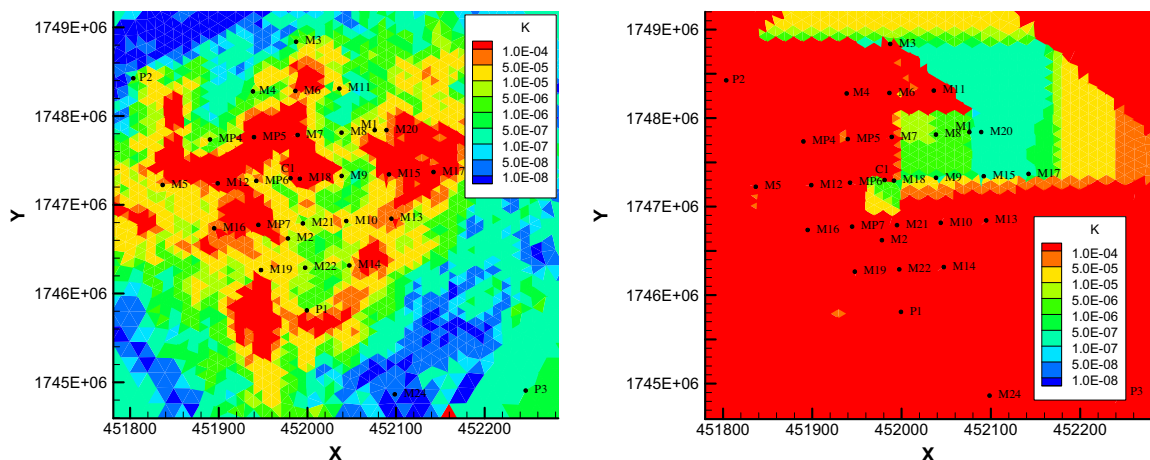 K
1.0E-04
5.0E-05
1.0E-05
5.0E-06
1.0E-06
5.0E-07
1.0E-07
5.0E-08
1.0E-08
1749E+06
1748E+06
1747E+06
1746E+06
1745E+06
Y
451800
451900
452000
452100
452200
X
M3
P2
M4
M6
M11
MP4
MP5
M7
M8
M1
M20
C1
M5
M12
MP6
M18
M9
M15
M17
M16
MP7
M21
M10
M13
M2
M19
M22
M14
P1
M24
P3
1749E+06
1748E+06
1747E+06
1746E+06
1745E+06
Y
451800
451900
452000
452100
452200
X
M3
P2
M4
M6
M11
MP4
MP5
M7
M8
M1
M20
C1
M5
M12
MP6
M18
M9
M15
M17
M16
MP7
M21
M10
M13
M2
M19
M22
M14
P1
M24
P3
K
1.0E-04
5.0E-05
1.0E-05
5.0E-06
1.0E-06
5.0E-07
1.0E-07
5.0E-08
1.0E-08